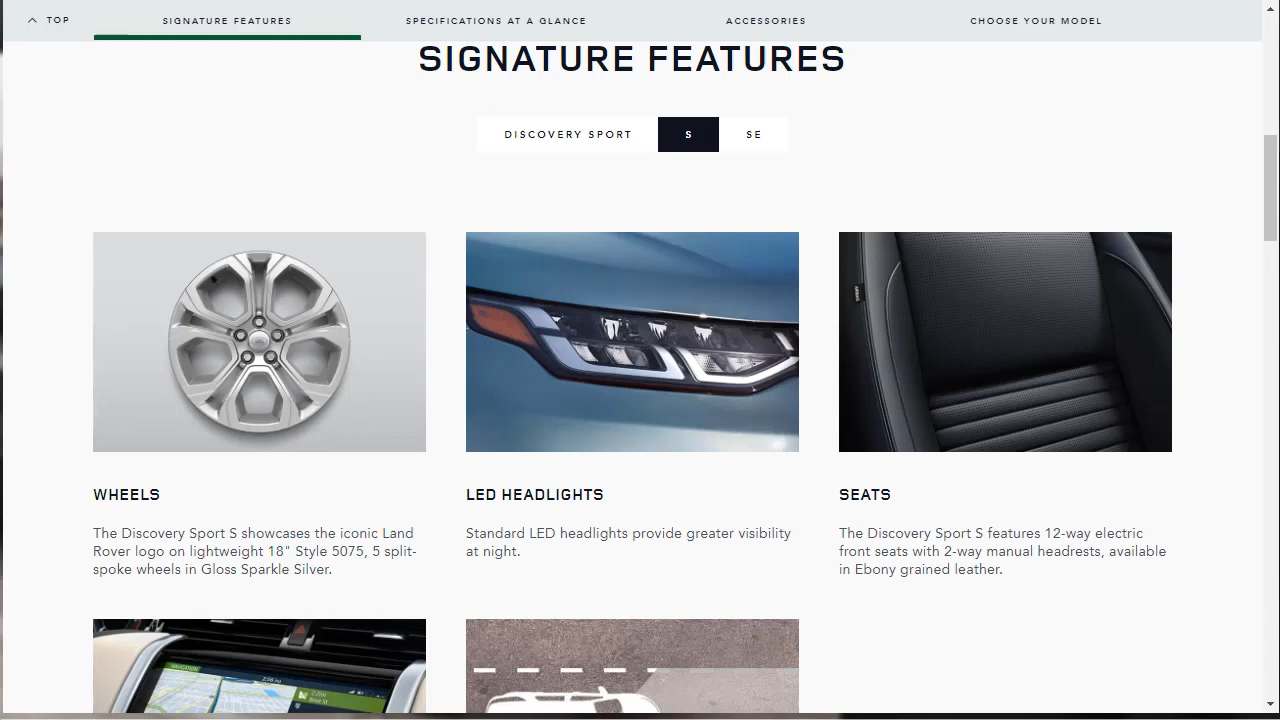 TOP
SIGNATURE FEATURES
SPECIFICATIONS AT A GLANCE
ACCESSORIES
CHOOSE YOUR MODEL
SIGNATURE FEATURES
DISCOVERY SPORT
S
SE
WHEELS
The Discovery Sport S showcases the iconic Land
Rover logo on lightweight 18" Style 5075, 5 split-
spoke wheels in Gloss Sparkle Silver.
LED HEADLIGHTS
Standard LED headlights provide greater visibility
at night.
SEATS
The Discovery Sport S features 12-way electric
front seats with 2-way manual headrests, available
in Ebony grained leather.
NAVIGATION